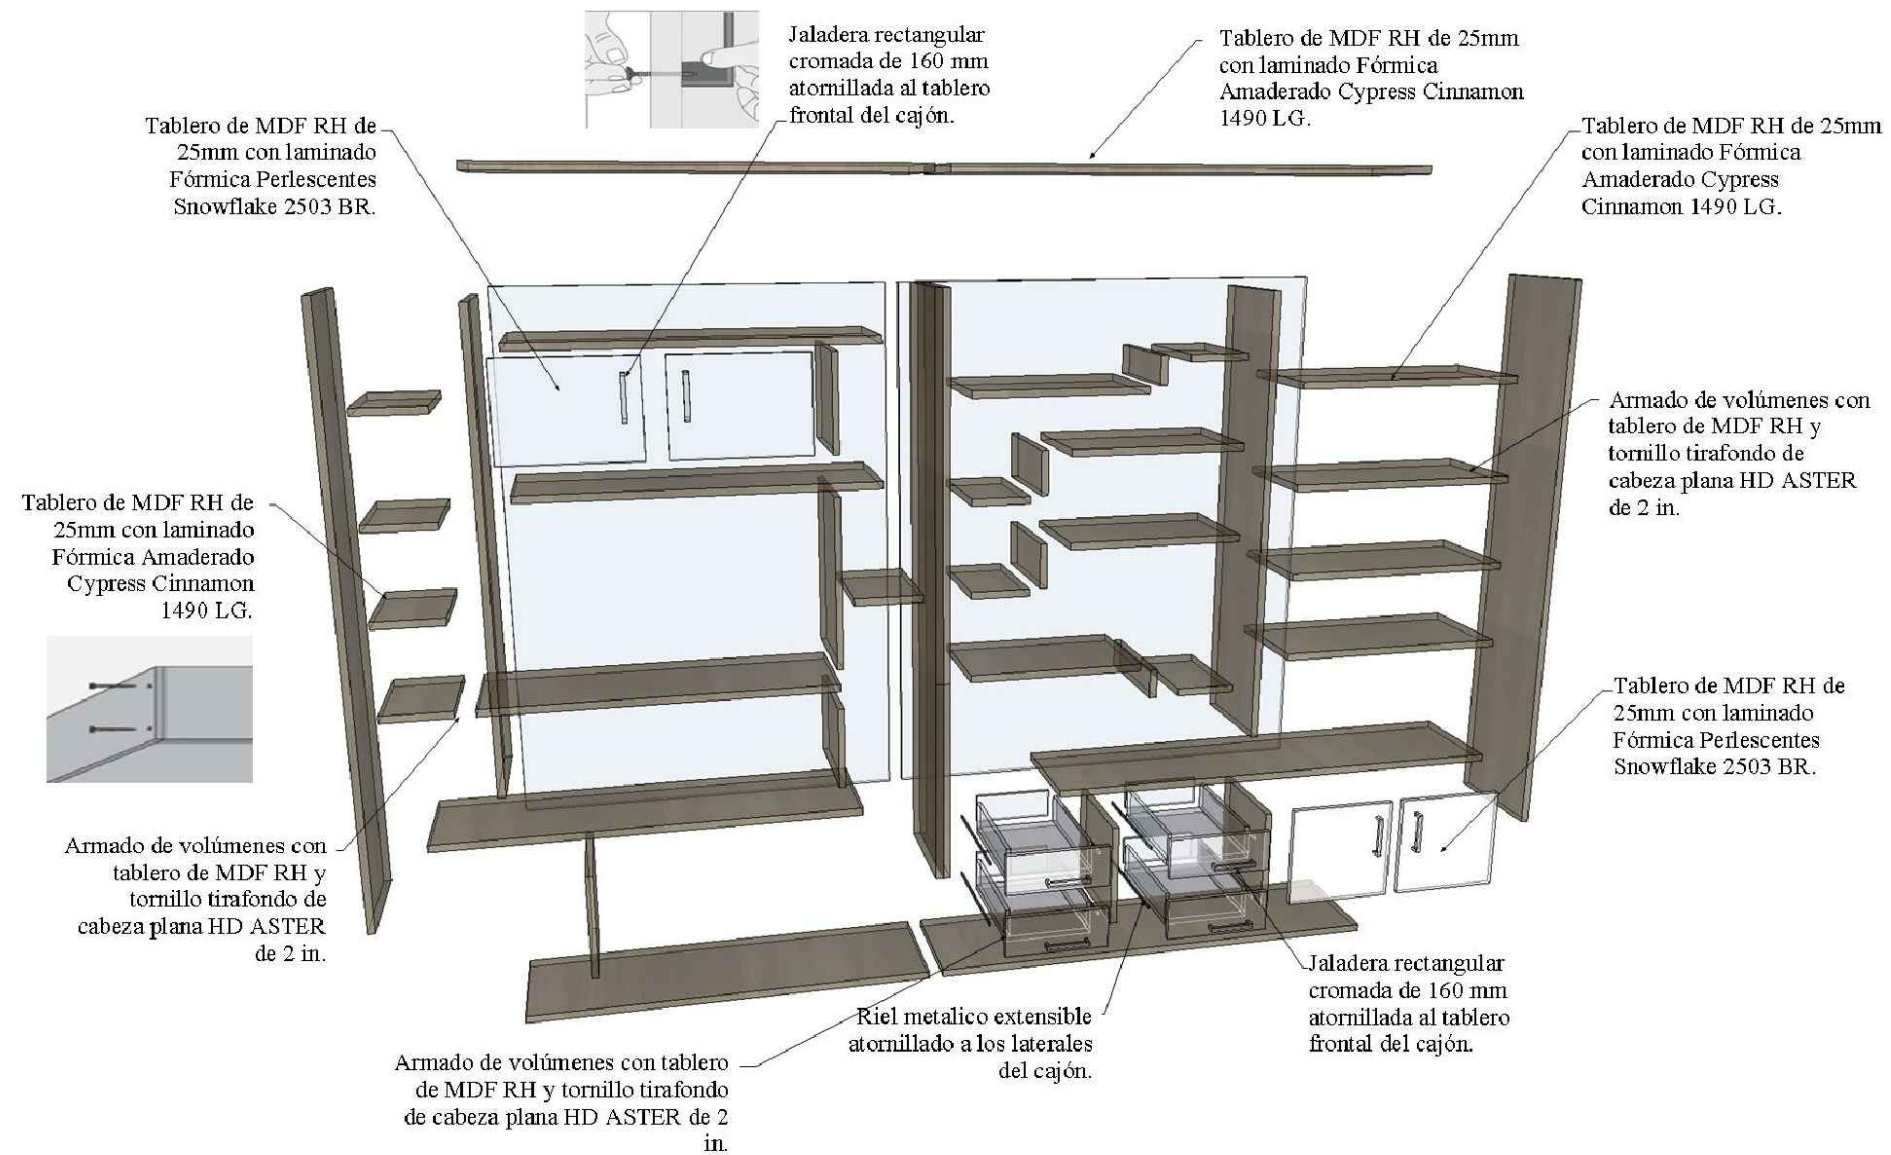 Jaladera rectangular
cromada de 160 mm
atornillada al tablero
frontal del cajón.
Tablero de MDF RH de 25mm
con laminado Fórmica
Amaderado Cypress Cinnamon
1490 LG.
Tablero de MDF RH de
25mm con laminado
Fórmica Perlescentes
Snowflake 2503 BR.
Tablero de MDF RH de 25mm
con laminado Fórmica
Amaderado Cypress
Cinnamon 1490 LG.
Armado de volúmenes con
tablero de MDF RH y
tornillo tirafondo de
cabeza plana HD ASTER
de 2 in.
Tablero de MDF RH de
25mm con laminado
Fórmica Amaderado
Cypress Cinnamon
1490 LG.
Tablero de MDF RH de
25mm con laminado
Fórmica Perlescentes
Snowflake 2503 BR.
Armado de volúmenes con
tablero de MDF RH y
tornillo tirafondo de
cabeza plana HD ASTER
de 2 in.
Jaladera rectangular
cromada de 160 mm
atornillada al tablero
frontal del cajón.
Riel metalico extensible
atornillado a los laterales
del cajón.
Armado de volúmenes con tablero
de MDF RH y tornillo tirafondo
de cabeza plana HD ASTER de 2
in.